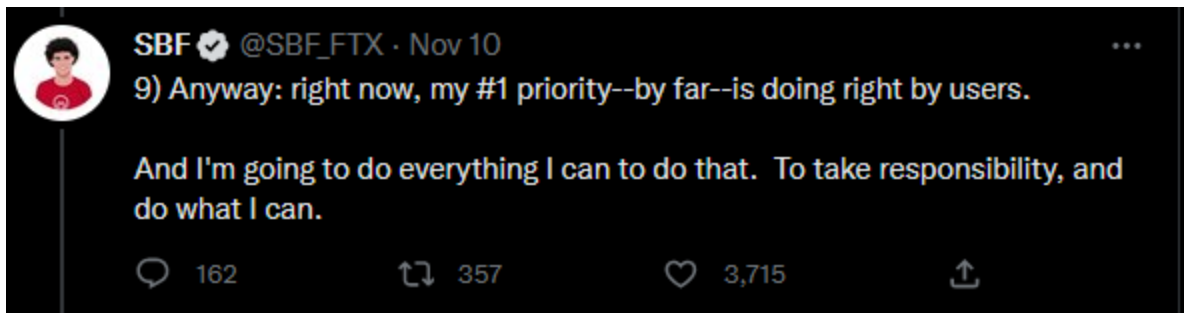 SBF @SBF_FTX · Nov 10
9) Anyway: right now, my #1 priority--by far--is doing right by users.
And I'm going to do everything I can to do that.  To take responsibility, and
do what I can.
162 357 3,715